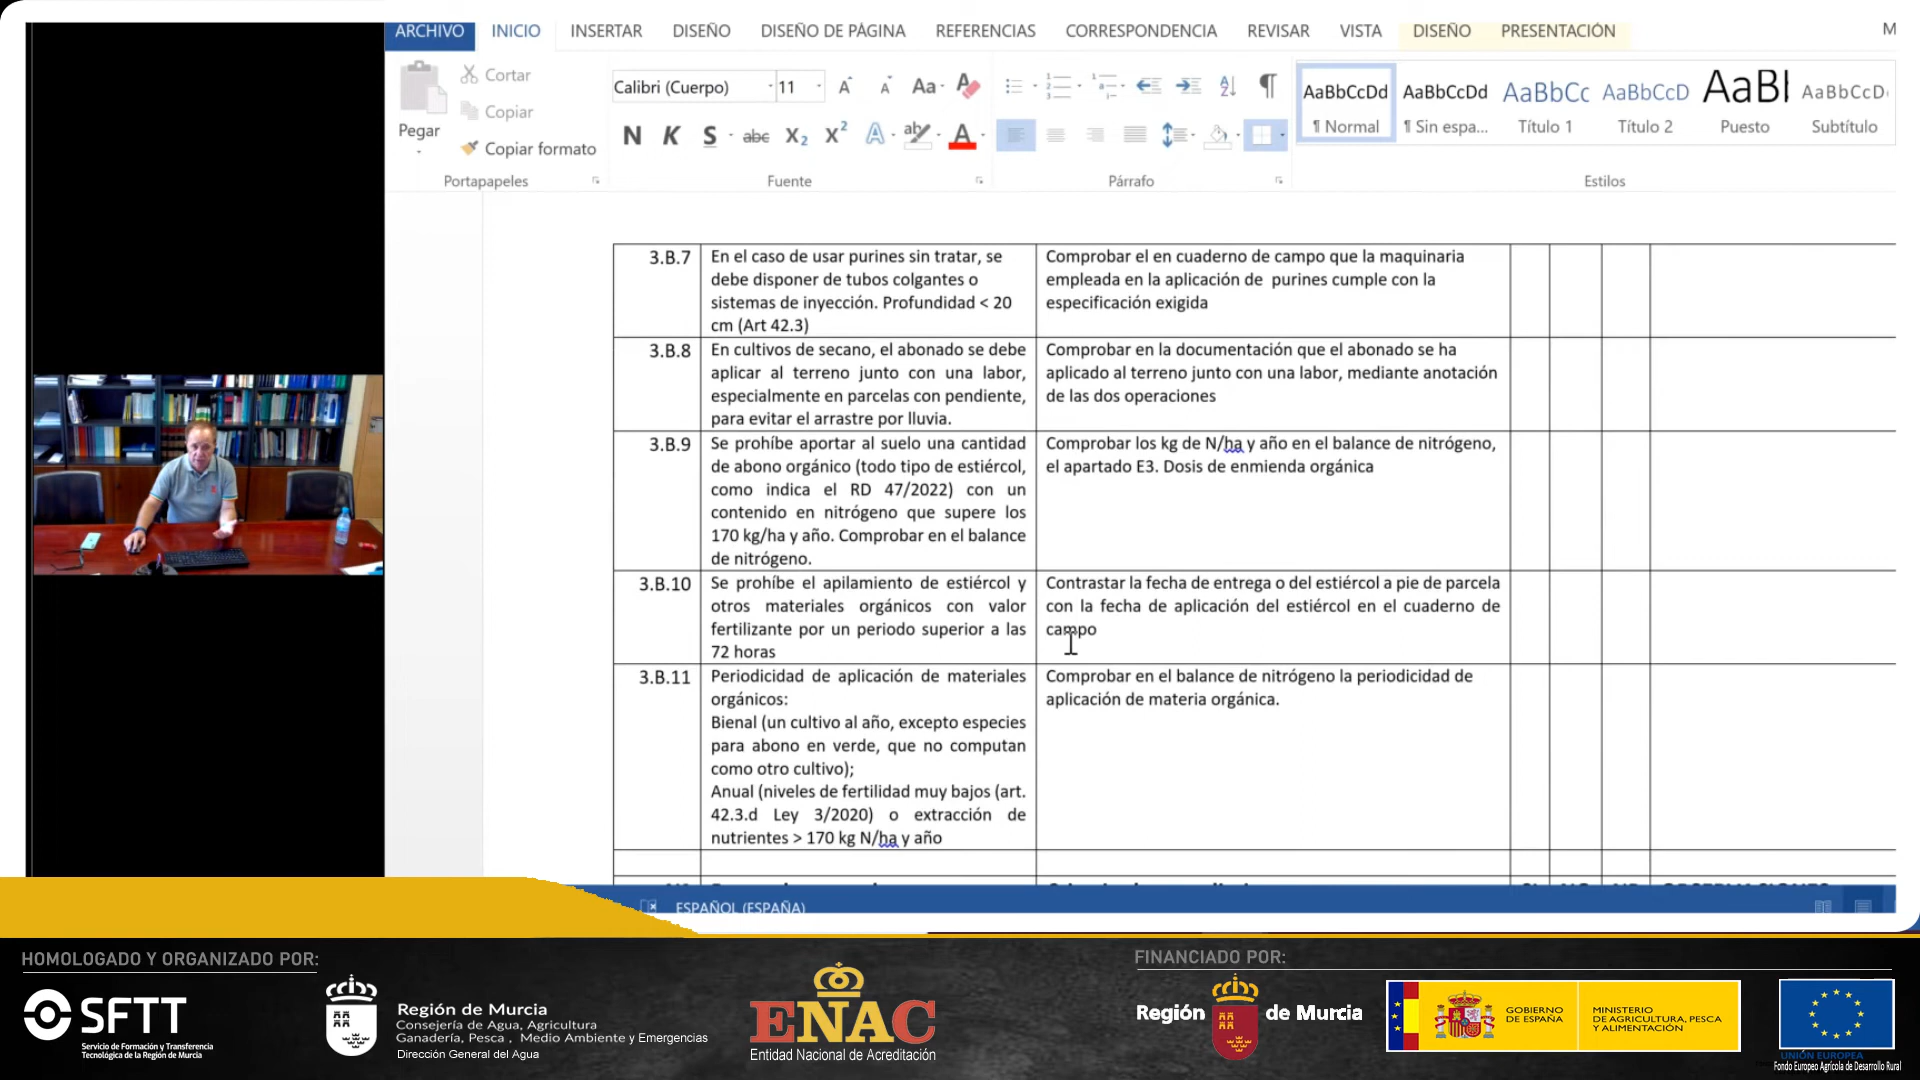 ARCHIVO INICIO INSERTAR DISEÑO DISEÑO DE PÁGINA REFERENCIAS CORRESPONDENCIA REVISAR VISTA DISEÑO PRESENTACIÓN M
Cortar
Copiar
Copiar formato
Pegar
Portapapeles
Calibri (Cuerpo) 11
Aa
N K S abc X₂ X² A ab A
Fuente
Párrafo
AaBbCcDd AaBbCcDd AaBbCc AaBbCcD AaBl AaBbCcD
¶ Normal ¶ Sin espa... Título 1 Título 2 Puesto Subtítulo
Estilos
3.B.7
En el caso de usar purines sin tratar, se
debe disponer de tubos colgantes o
sistemas de inyección. Profundidad < 20
cm (Art 42.3)
Comprobar el en cuaderno de campo que la maquinaria
empleada en la aplicación de purines cumple con la
especificación exigida
3.B.8
En cultivos de secano, el abonado se debe
aplicar al terreno junto con una labor,
especialmente en parcelas con pendiente,
para evitar el arrastre por lluvia.
Comprobar en la documentación que el abonado se ha
aplicado al terreno junto con una labor, mediante anotación
de las dos operaciones
3.B.9
Se prohíbe aportar al suelo una cantidad
de abono orgánico (todo tipo de estiércol,
como indica el RD 47/2022) con un
contenido en nitrógeno que supere los
170 kg/ha y año. Comprobar en el balance
de nitrógeno.
Comprobar los kg de N/ha y año en el balance de nitrógeno,
el apartado E3. Dosis de enmienda orgánica
3.B.10
Se prohíbe el apilamiento de estiércol y
otros materiales orgánicos con valor
fertilizante por un periodo superior a las
72 horas
Contrastar la fecha de entrega o del estiércol a pie de parcela
con la fecha de aplicación del estiércol en el cuaderno de
campo
3.B.11
Periodicidad de aplicación de materiales
orgánicos:
Bienal (un cultivo al año, excepto especies
para abono en verde, que no computan
como otro cultivo);
Anual (niveles de fertilidad muy bajos (art.
42.3.d Ley 3/2020) o extracción de
nutrientes > 170 kg N/ha y año
Comprobar en el balance de nitrógeno la periodicidad de
aplicación de materia orgánica.
ESPAÑOL (ESPAÑA)
HOMOLOGADO Y ORGANIZADO POR:
SFTT
Servicio de Formación y Transferencia
Tecnológica de la Región de Murcia
Región de Murcia
Consejería de Agua, Agricultura
Ganadería, Pesca , Medio Ambiente y Emergencias
Dirección General del Agua
ENAC
Entidad Nacional de Acreditación
FINANCIADO POR:
Región de Murcia
GOBIERNO
DE ESPAÑA
MINISTERIO
DE AGRICULTURA, PESCA
Y ALIMENTACIÓN
UNIÓN EUROPEA
Fondo Europeo Agrícola de Desarrollo Rural